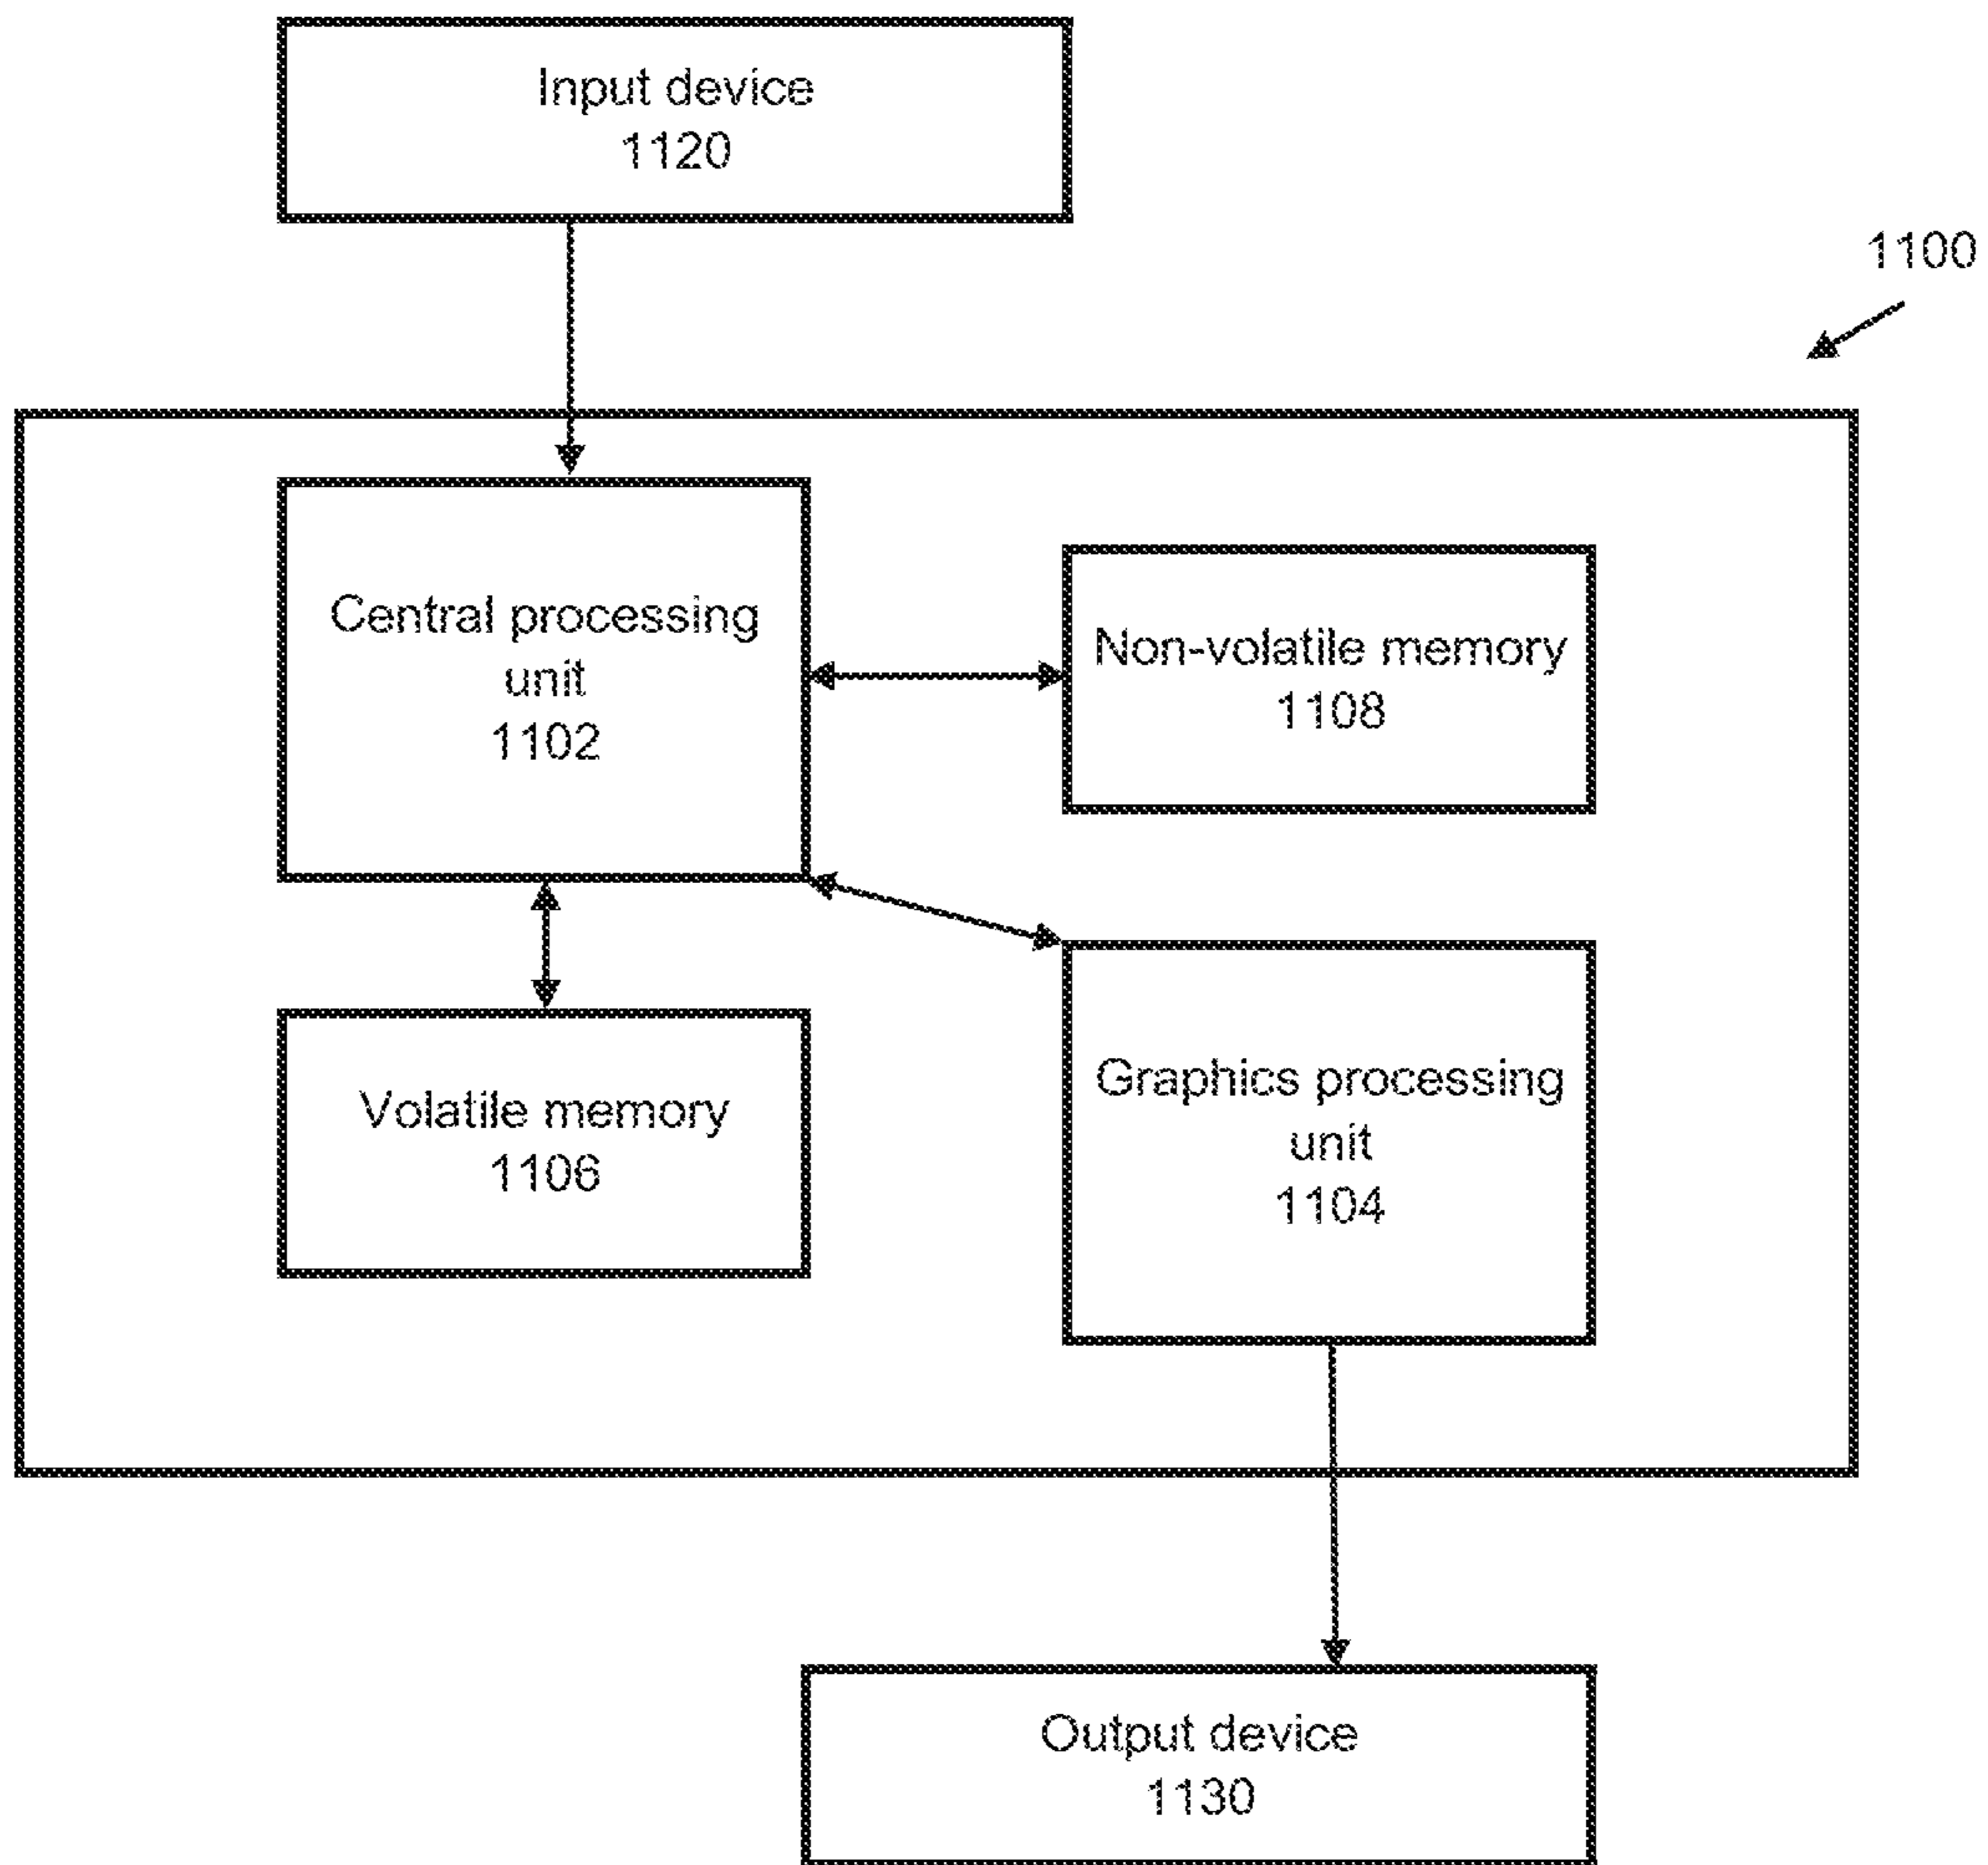 Input device
1120
1100
Central processing
unit
1102
Non-volatile memory
1108
Volatile memory
1106
Graphics processing
unit
1104
Output device
1130